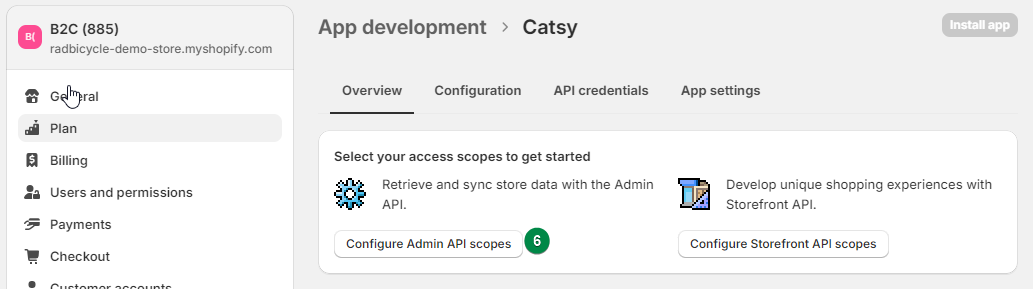 B(
B2C (885)
radbicycle-demo-store.myshopify.com
General
Plan
Billing
Users and permissions
Payments
Checkout
Customer accounts
App development > Catsy
Install app
Overview Configuration API credentials App settings
Select your access scopes to get started
Retrieve and sync store data with the Admin
API.
Configure Admin API scopes 6
Develop unique shopping experiences with
Storefront API.
Configure Storefront API scopes